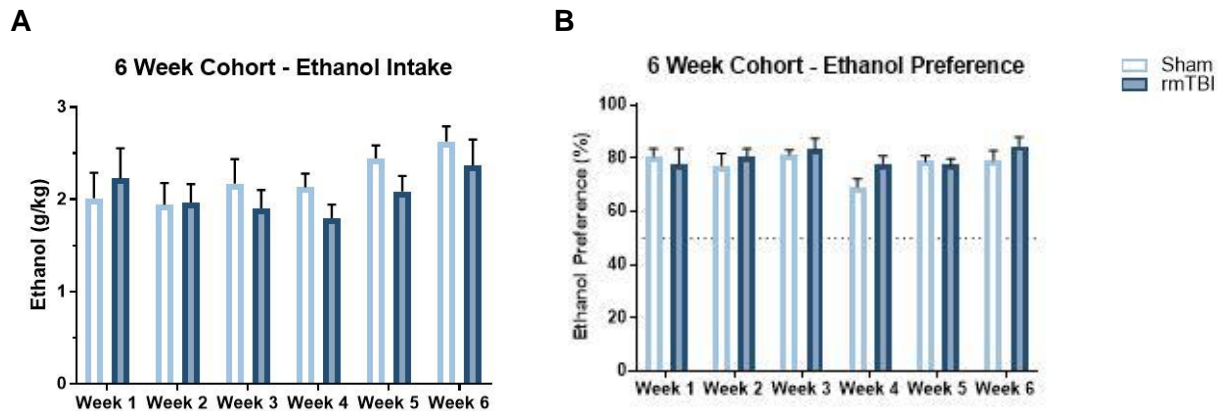 A
6 Week Cohort - Ethanol Intake
Ethanol (g/kg)
3
2
1
0
Week 1 Week 2 Week 3 Week 4 Week 5 Week 6
B
6 Week Cohort - Ethanol Preference
Ethanol Preference (%)
100
80
60
40
20
0
Week 1 Week 2 Week 3 Week 4 Week 5 Week 6
Sham
rmTBI